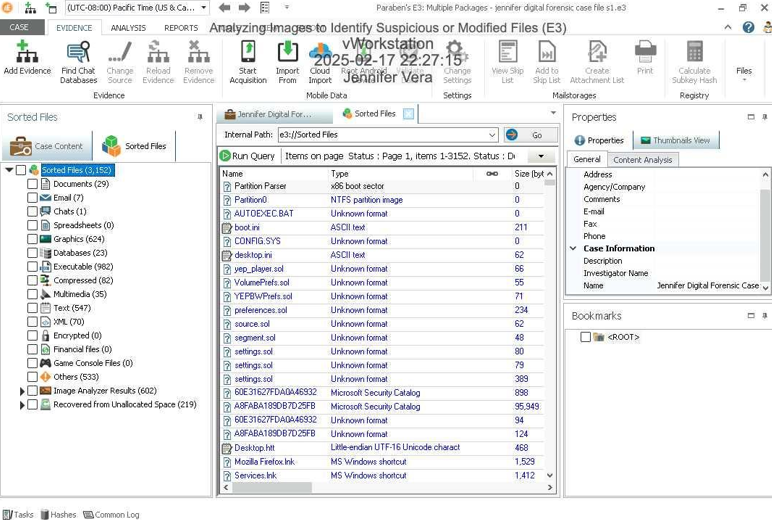 (UTC-08:00) Pacific Time (US & Ca...
Paraben's E3: Multiple Packages - jennifer digital forensic case file s1.e3
Analyzing Images to Identify Suspicious or Modified Files (E3)
vWorkstation
2025-02-17 22:27:15
Jennifer Vera
CASE EVIDENCE ANALYSIS REPORTS
Add Evidence
Find Chat Databases
Change Source
Reload Evidence
Remove Evidence
Start Acquisition
Import From
Cloud Import
Change Settings
View Skip List
Add to Skip List
Create Attachment List
Print
Calculate Subkey Hash
Files
Evidence
Mobile Data
Settings
Mailstorages
Registry
Sorted Files
Case Content Sorted Files
Sorted Files (3,152)
Documents (29)
Email (7)
Chats (1)
Spreadsheets (0)
Graphics (624)
Databases (23)
Executable (982)
Compressed (82)
Multimedia (35)
Text (547)
XML (70)
Encrypted (0)
Financial files (0)
Game Console Files (0)
Others (533)
Image Analyzer Results (602)
Recovered from Unallocated Space (219)
Jennifer Digital For... Sorted Files
Internal Path: e3://Sorted Files Go
Run Query Items on page Status : Page 1, items 1-3152. Status : De
Name Type Size (byt
Partition Parser x86 boot sector 0
Partition0 NTFS partition image 0
AUTOEXEC.BAT Unknown format 0
boot.ini ASCII text 211
CONFIG.SYS Unknown format 0
desktop.ini ASCII text 62
yep_player.sol Unknown format 66
VolumePrefs.sol Unknown format 55
YEPBWPrefs.sol Unknown format 71
preferences.sol Unknown format 234
source.sol Unknown format 62
segment.sol Unknown format 48
settings.sol Unknown format 80
settings.sol Unknown format 79
settings.sol Unknown format 389
60E31627FDA0A46932 Microsoft Security Catalog 898
A8FABA189DB7D25FB Microsoft Security Catalog 95,949
60E31627FDA0A46932 Unknown format 94
A8FABA189DB7D25FB Unknown format 124
Desktop.htt Little-endian UTF-16 Unicode charact 468
Mozilla Firefox.lnk MS Windows shortcut 1,529
Services.lnk MS Windows shortcut 1,412
Properties
Properties Thumbnails View
General Content Analysis
Address
Agency/Company
Comments
E-mail
Fax
Phone
Case Information
Description
Investigator Name
Name Jennifer Digital Forensic Case
Bookmarks
<ROOT>
Tasks Hashes Common Log